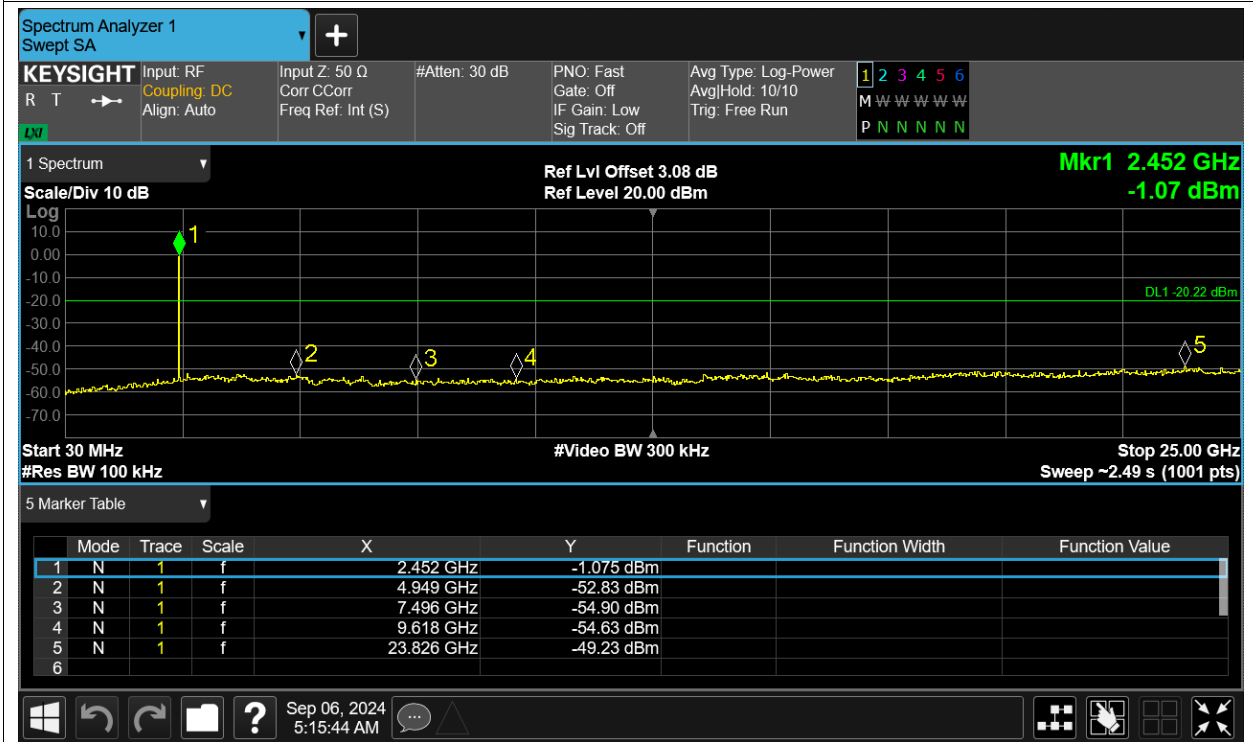 Spectrum Analyzer 1
Swept SA
+
KEYSIGHT
R T
LXI
Input: RF
Coupling: DC
Align: Auto
Input Z: 50 Ω
Corr CCorr
Freq Ref: Int (S)
#Atten: 30 dB
PNO: Fast
Gate: Off
IF Gain: Low
Sig Track: Off
Avg Type: Log-Power
Avg|Hold: 10/10
Trig: Free Run
1 2 3 4 5 6
M W W W W W
P N N N N N
1 Spectrum
Scale/Div 10 dB
Ref Lvl Offset 3.08 dB
Ref Level 20.00 dBm
Mkr1 2.452 GHz
-1.07 dBm
Log
10.0
0.00
-10.0
-20.0
-30.0
-40.0
-50.0
-60.0
-70.0
1
2
3
4
5
DL1 -20.22 dBm
Start 30 MHz
#Video BW 300 kHz
Stop 25.00 GHz
#Res BW 100 kHz
Sweep ~2.49 s (1001 pts)
5 Marker Table
Mode Trace Scale X Y Function Function Width Function Value
1 N 1 f 2.452 GHz -1.075 dBm
2 N 1 f 4.949 GHz -52.83 dBm
3 N 1 f 7.496 GHz -54.90 dBm
4 N 1 f 9.618 GHz -54.63 dBm
5 N 1 f 23.826 GHz -49.23 dBm
6
?
Sep 06, 2024
5:15:44 AM